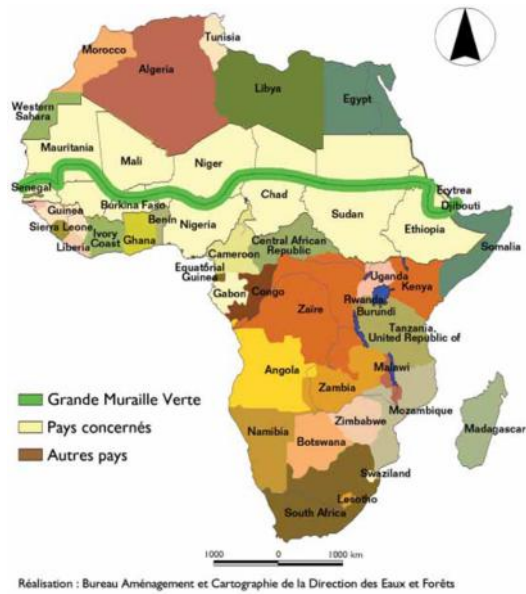 Tunisia
Morocco
Algeria
Libya
Egypt
Western
Sahara
Mauritania
Mali
Niger
Senegal
Burkina Faso
Chad
Erytrea
Djibouti
Guinea
Benin
Nigeria
Sudan
Sierra Leone
Ivory
Coast
Ghana
Ethiopia
Liberia
Central African
Republic
Somalia
Cameroon
Equatorial
Guinea
Uganda
Kenya
Gabon
Congo
Rwanda
Burundi
Zaire
Tanzania,
United Republic of
Angola
Malawi
Zambia
Mozambique
Grande Muraille Verte
Zimbabwe
Madagascar
Pays concernés
Namibia
Botswana
Autres pays
Swaziland
Lesotho
South Africa
1000 0 1000 km
Réalisation : Bureau Aménagement et Cartographie de la Direction des Eaux et Forêts